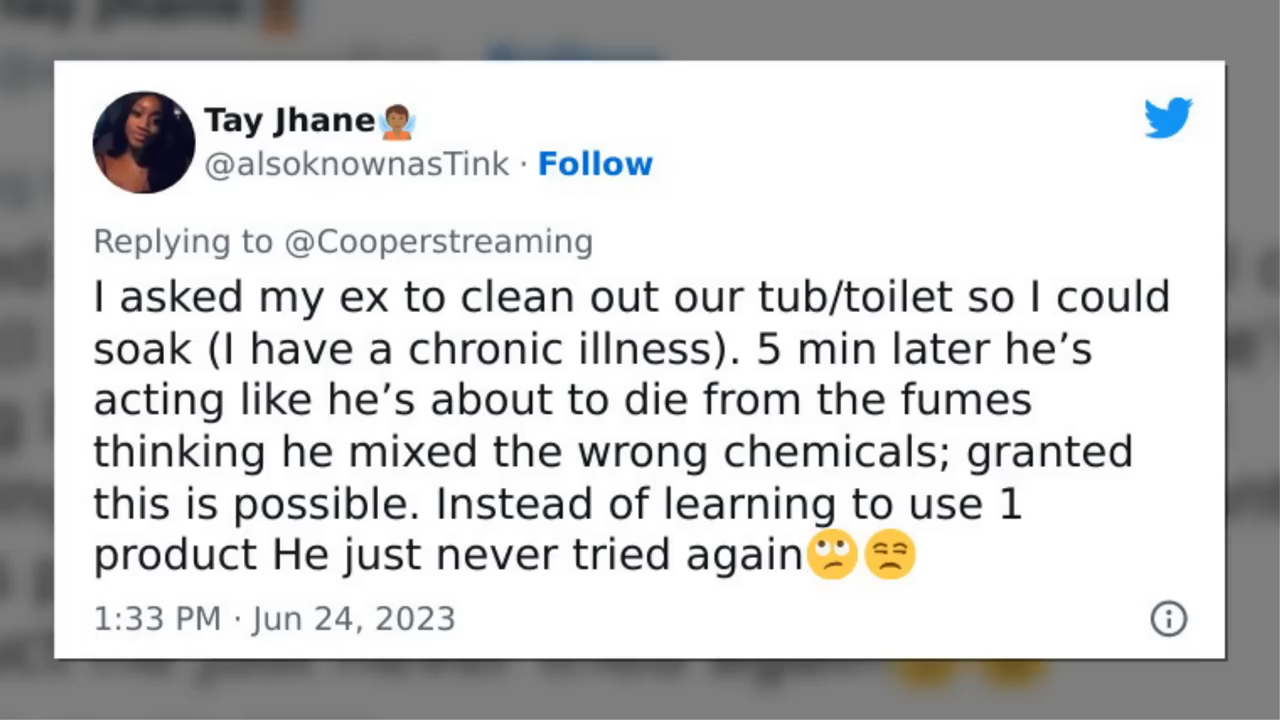 Tay Jhane🧚🏾
@alsoknownasTink · Follow
Replying to @Cooperstreaming
I asked my ex to clean out our tub/toilet so I could
soak (I have a chronic illness). 5 min later he’s
acting like he’s about to die from the fumes
thinking he mixed the wrong chemicals; granted
this is possible. Instead of learning to use 1
product He just never tried again🙄😒
1:33 PM · Jun 24, 2023